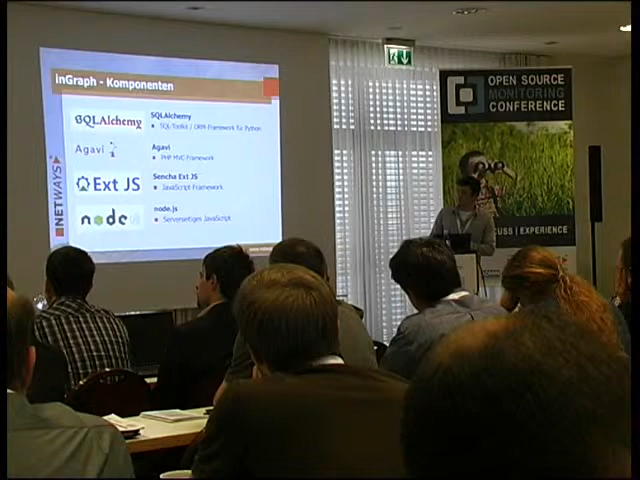 inGraph - Komponenten
SQLAlchemy
SQLAlchemy
SQL-Toolkit / ORM-Framework für Python
Agavi
Agavi
PHP MVC Framework
Ext JS
Sencha Ext JS
JavaScript-Framework
node
node.js
Serverseitiges JavaScript
NETWAYS
OPEN SOURCE
MONITORING
CONFERENCE
CUSS | EXPERIENCE